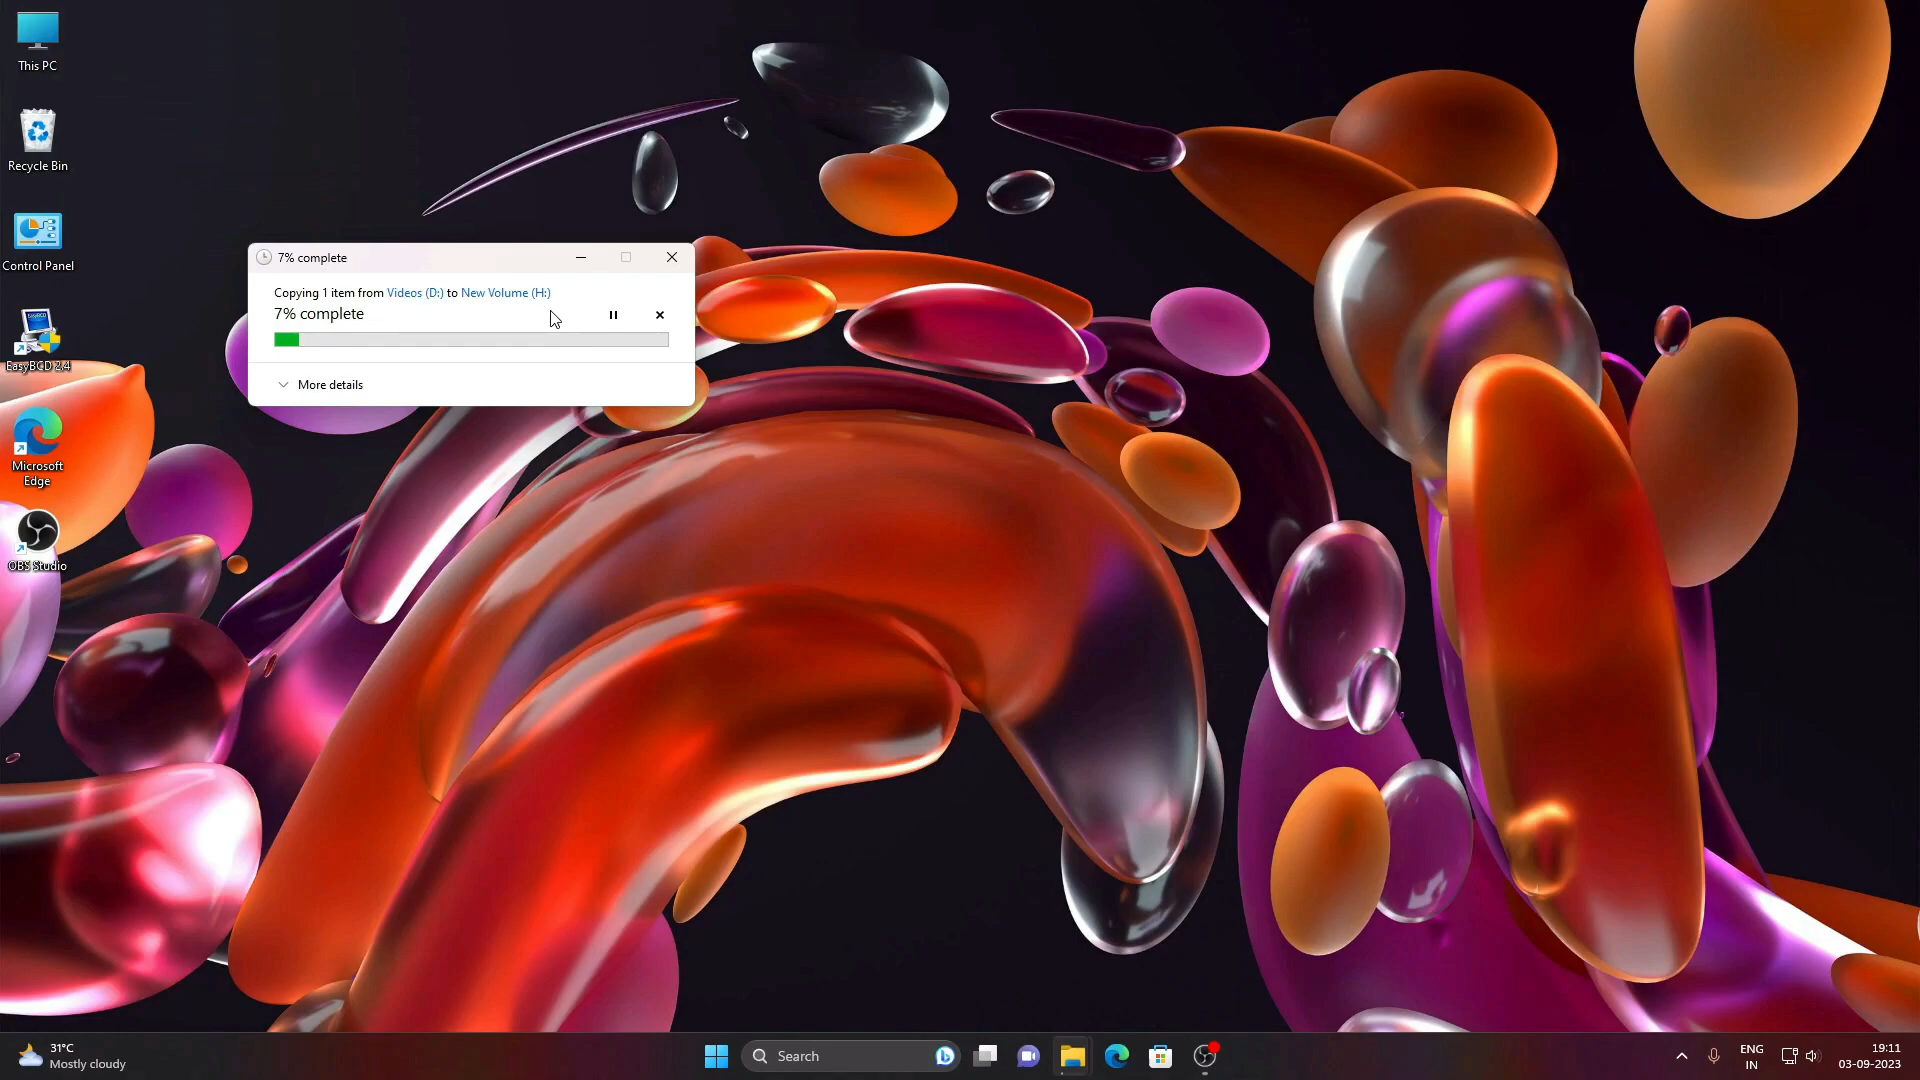 This PC
Recycle Bin
Control Panel
EasyBCD 2.4
Microsoft
Edge
OBS Studio
7% complete
Copying 1 item from Videos (D:) to New Volume (H:)
7% complete
More details
31°C
Mostly cloudy
Search
ENG
IN
19:11
03-09-2023